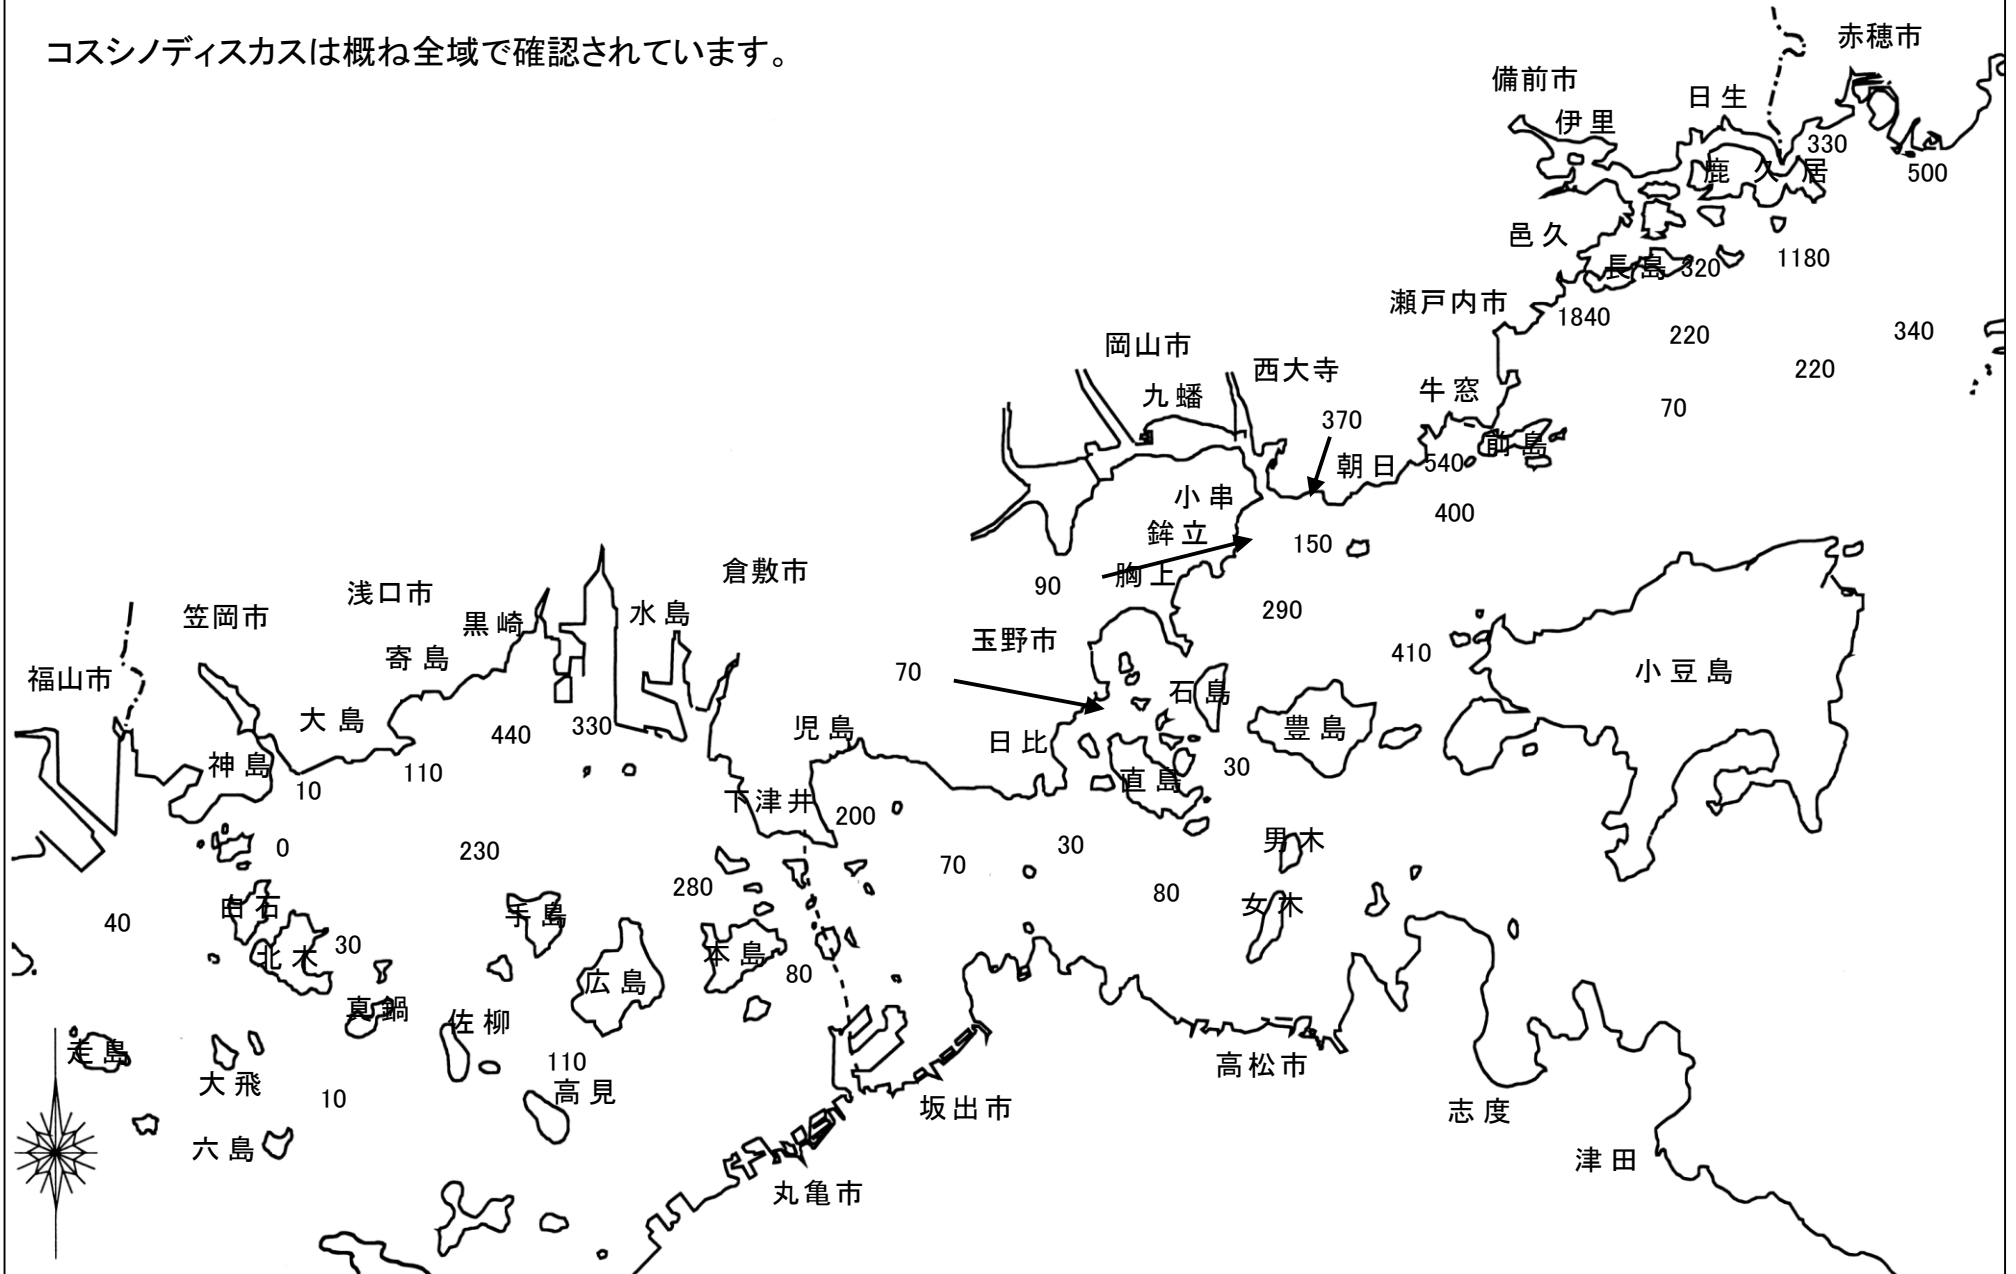 コスシノディスカスは概ね全域で確認されています。
赤穂市
備前市
日生
伊里
330
鹿久居
500
邑久
1180
長島
320
瀬戸内市
1840
340
220
岡山市
西大寺
220
牛窓
九蟠
70
370
前島
朝日
540
小串
400
鉾立
150
倉敷市
胸上
90
浅口市
290
笠岡市
水島
黒崎
玉野市
410
寄島
70
小豆島
福山市
石島
大島
児島
豊島
330
440
日比
神島
30
110
直島
10
下津井
200
男木
30
0
230
70
280
80
女木
白石
手島
40
30
本島
北木
80
広島
真鍋
佐柳
走島
110
高松市
大飛
高見
10
坂出市
志度
六島
津田
丸亀市